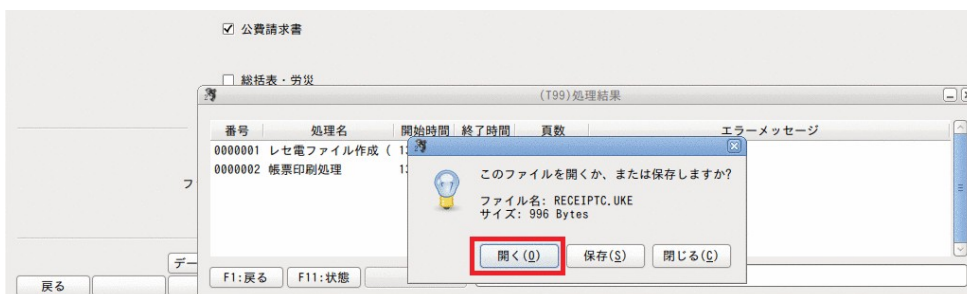 公費請求書
総括表・労災
(T99)処理結果
番号 処理名 開始時間 終了時間 頁数 エラーメッセージ
0000001 レセ電ファイル作成 (
0000002 帳票印刷処理
このファイルを開くか、または保存しますか?
ファイル名: RECEIPTC.UKE
サイズ: 996 Bytes
開く(O) 保存(S) 閉じる(C)
F1:戻る F11:状態
戻る